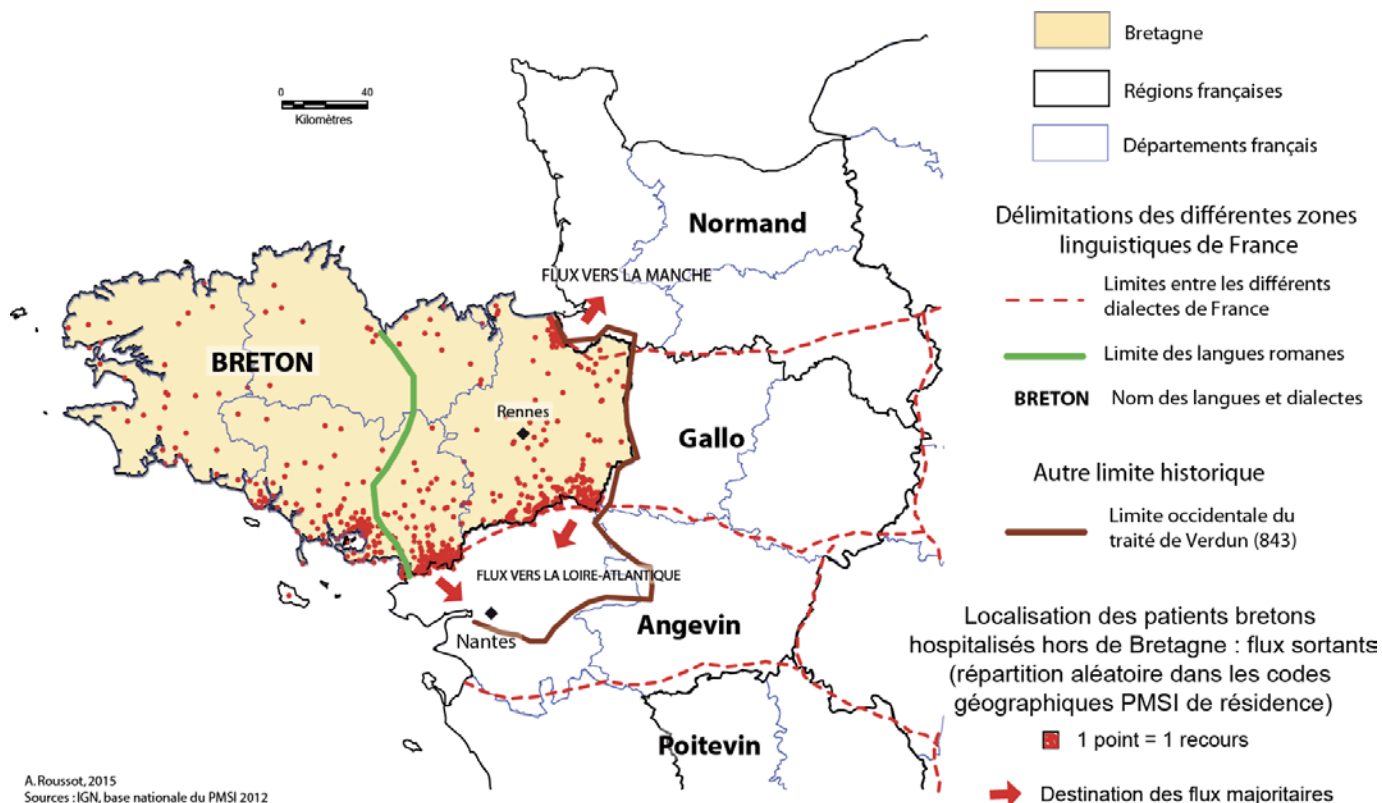 0 40
Kilomètres
Normand
FLUX VERS LA MANCHE
BRETON
Rennes
Gallo
FLUX VERS LA LOIRE-ATLANTIQUE
Nantes
Angevin
Poitevin
A. Roussot, 2015
Sources : IGN, base nationale du PMSI 2012
Bretagne
Régions françaises
Départements français
Délimitations des différentes zones
linguistiques de France
Limites entre les différents
dialectes de France
Limite des langues romanes
BRETON Nom des langues et dialectes
Autre limite historique
Limite occidentale du
traité de Verdun (843)
Localisation des patients bretons
hospitalisés hors de Bretagne : flux sortants
(répartition aléatoire dans les codes
géographiques PMSI de résidence)
1 point = 1 recours
Destination des flux majoritaires